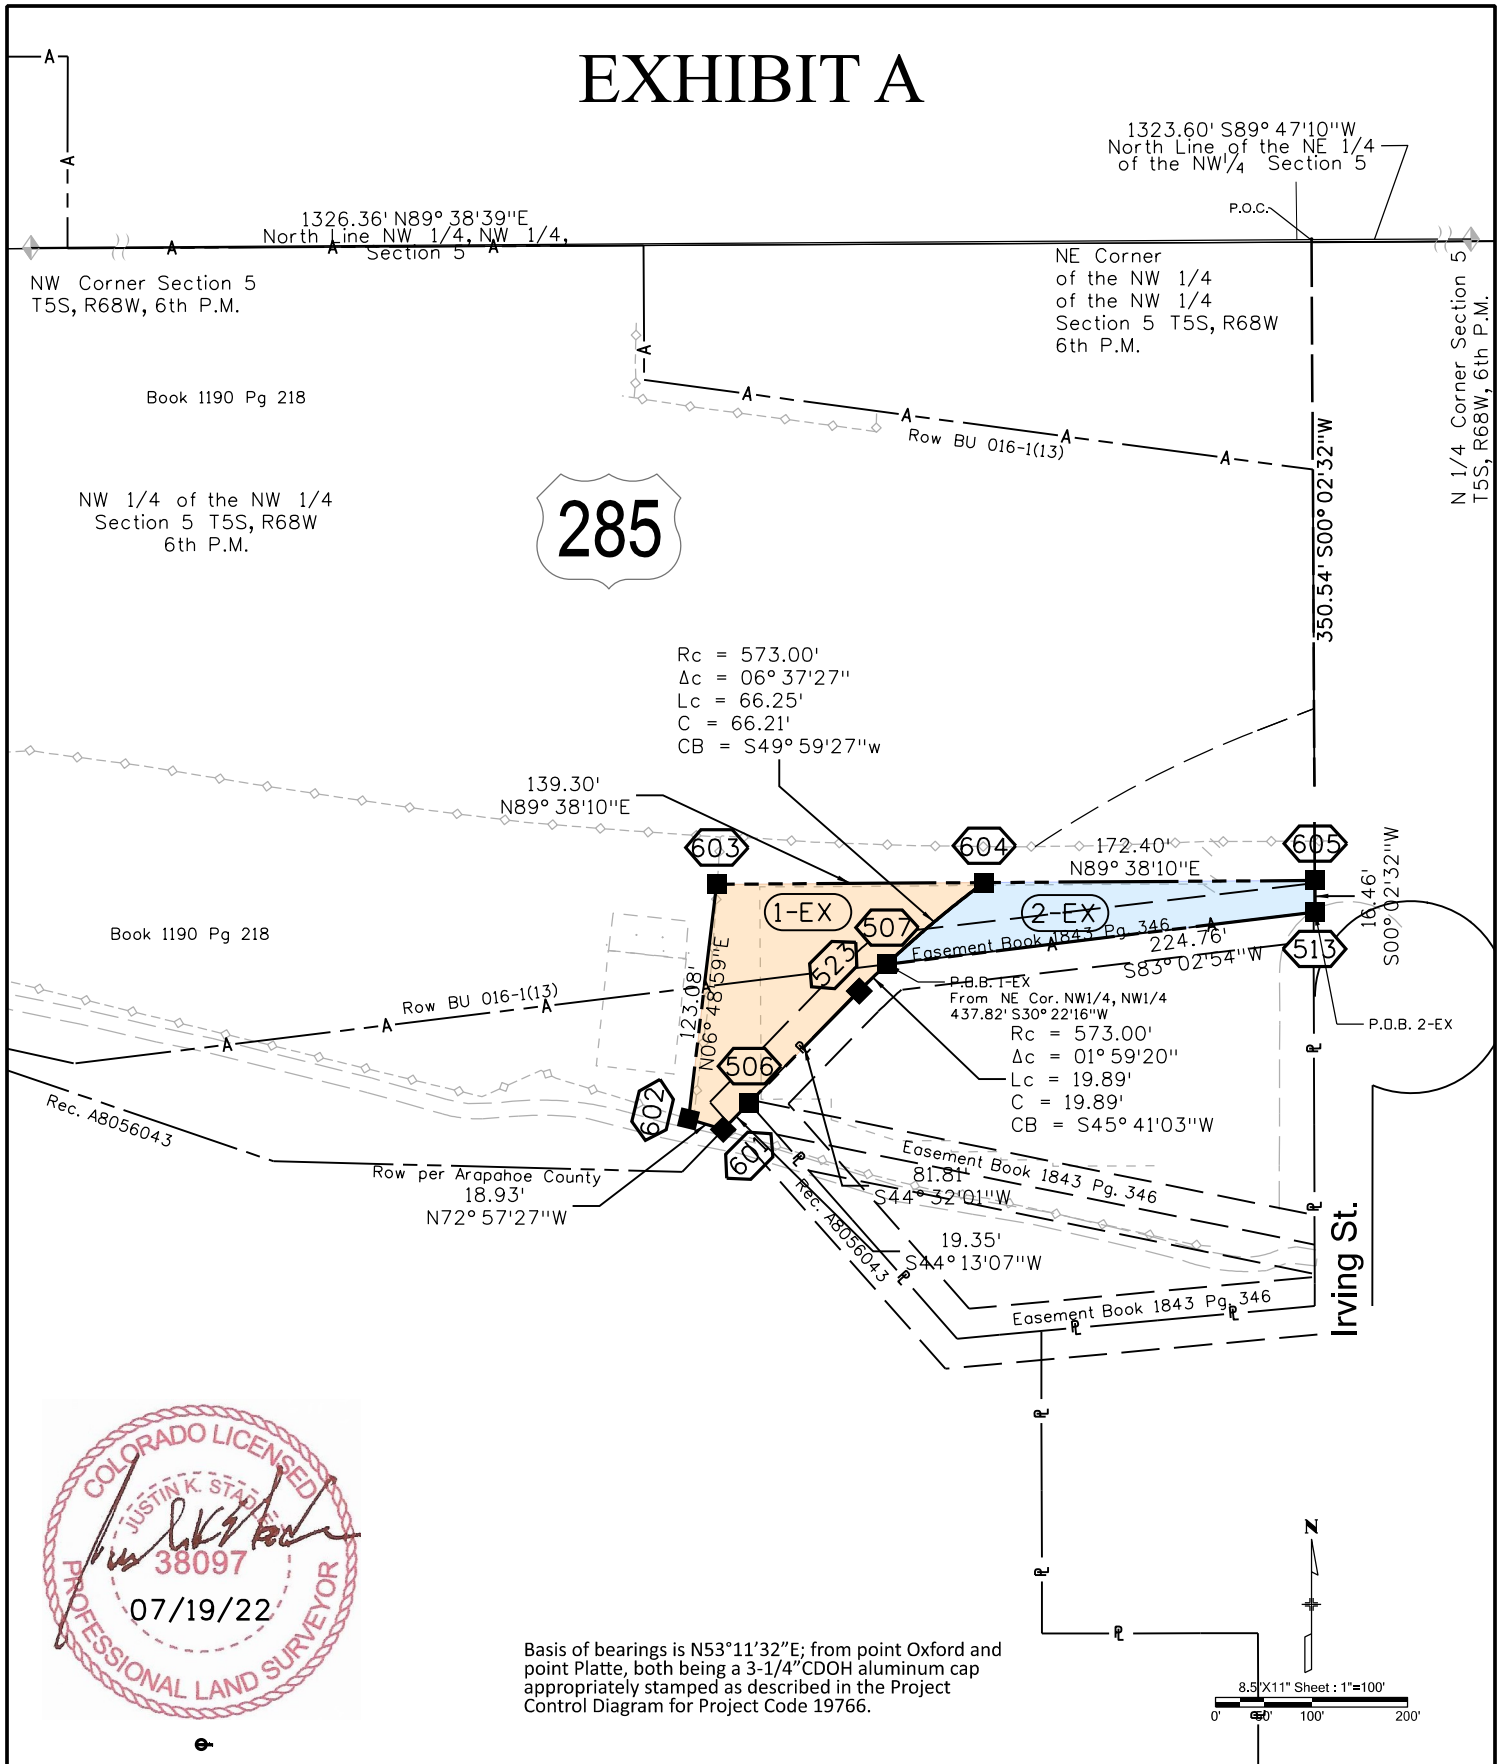 EXHIBIT A
1323.60' S89°47'10"W
North Line of the NE 1/4
of the NW1/4 Section 5
P.O.C.
A
A
1326.36' N89°38'39"E
North Line NW 1/4, NW 1/4,
Section 5
A
A
A
NW Corner Section 5
T5S, R68W, 6th P.M.
NE Corner
of the NW 1/4
of the NW 1/4
Section 5 T5S, R68W
6th P.M.
N 1/4 Corner Section 5
T5S, R68W, 6th P.M.
A
Book 1190 Pg 218
A
A
A
A
Row BU 016-1(13)
350.54' S00°02'32"W
NW 1/4 of the NW 1/4
Section 5 T5S, R68W
6th P.M.
285
Rc = 573.00'
Δc = 06°37'27"
Lc = 66.25'
C = 66.21'
CB = S49°59'27"w
139.30'
N89°38'10"E
603
604
172.40'
N89°38'10"E
605
16.46'
S00°02'32"W
1-EX
2-EX
507
523
Easement Book 1843 Pg. 346
A
A
224.76'
S83°02'54"W
513
Book 1190 Pg 218
P.O.B. 1-EX
From NE Cor. NW1/4, NW1/4
437.82' S30°22'16"W
P.O.B. 2-EX
Row BU 016-1(13)
A
A
A
A
123.08'
N06°48'59"E
Rc = 573.00'
Δc = 01°59'20"
Lc = 19.89'
C = 19.89'
CB = S45°41'03"W
506
602
601
Rec. A8056043
Row per Arapahoe County
18.93'
N72°57'27"W
Easement Book 1843 Pg. 346
81.81'
S44°32'01"W
Rec. A8056043
19.35'
S44°13'07"W
Easement Book 1843 Pg. 346
Irving St.
PL
PL
PL
PL
PL
PL
PL
PL
PL
PL
PL
COLORADO LICENSED
JUSTIN K. STA
38097
07/19/22
PROFESSIONAL LAND SURVEYOR
N
Basis of bearings is N53°11'32"E; from point Oxford and
point Platte, both being a 3-1/4"CDOH aluminum cap
appropriately stamped as described in the Project
Control Diagram for Project Code 19766.
8.5"X11" Sheet : 1"=100'
0' 50' 100' 200'